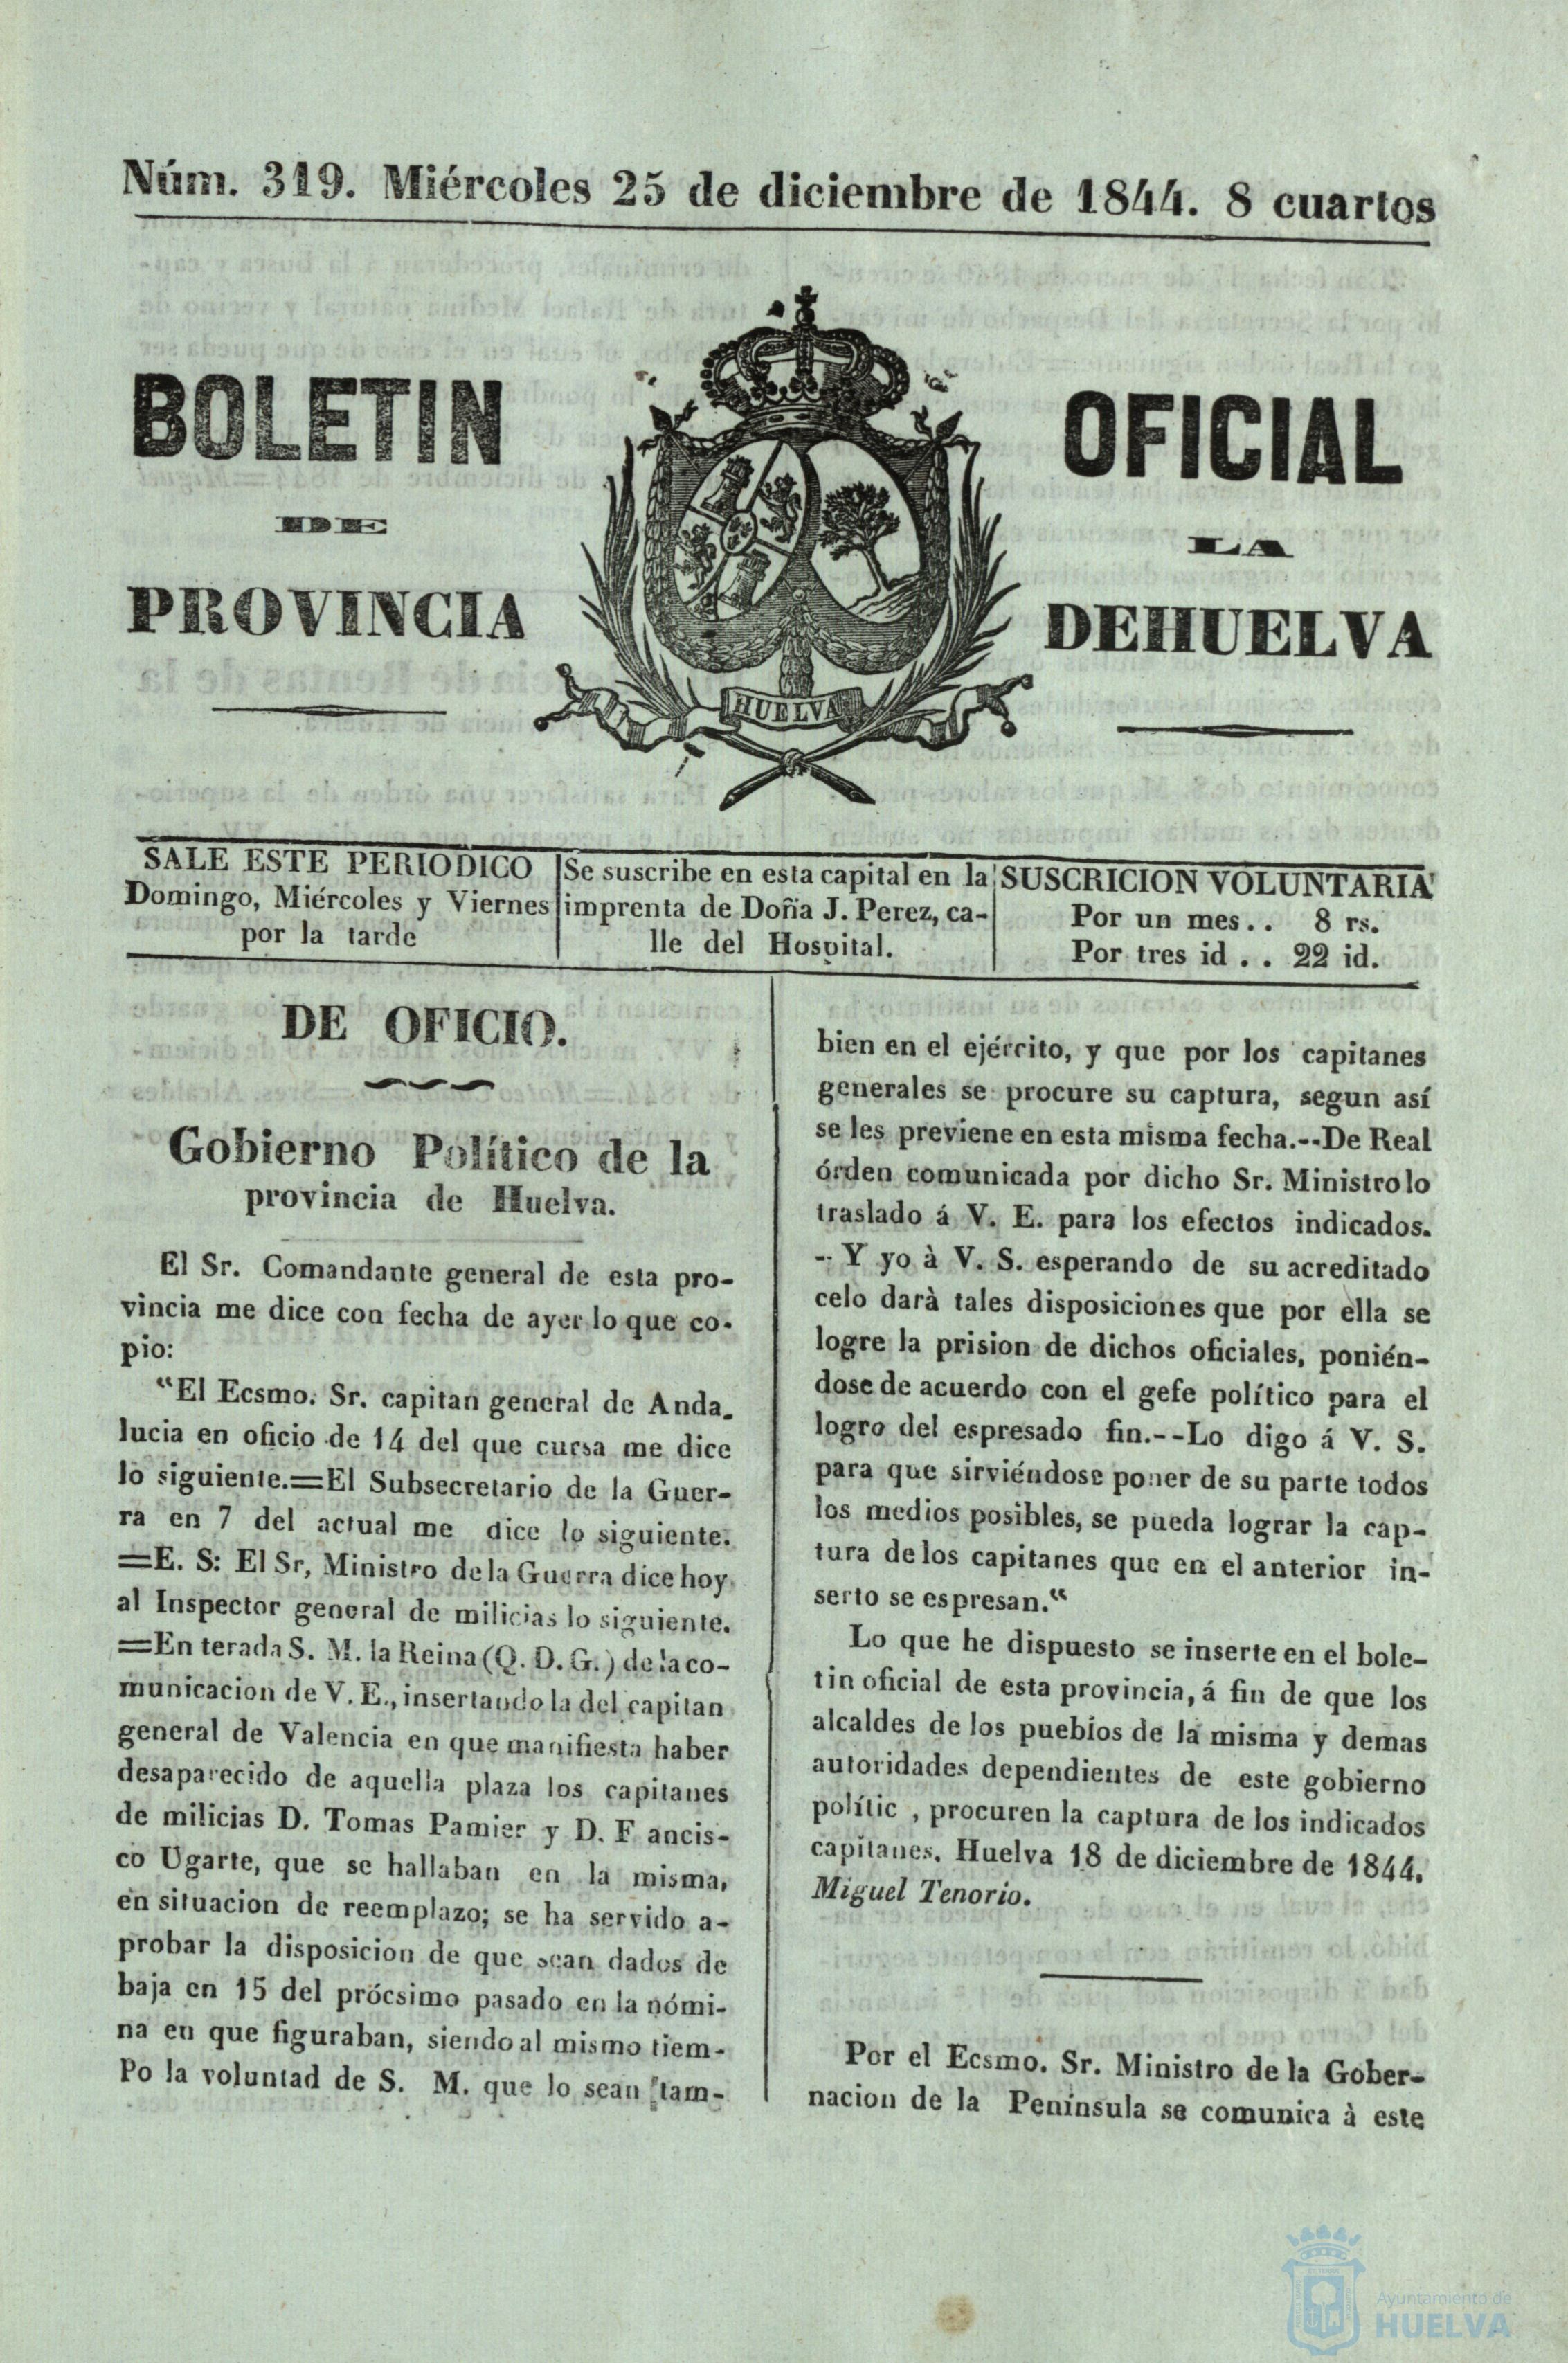 Núm. 319. Miércoles 25 de diciembre de 1844. 8 cuartos
BOLETIN OFICIAL
DE LA
PROVINCIA DEHUELVA
HUELVA
SALE ESTE PERIODICO
Domingo, Miércoles y Viernes
por la tarde
Se suscribe en esta capital en la
imprenta de Doña J. Perez, ca-
lle del Hospital.
SUSCRICION VOLUNTARIA
Por un mes.. 8 rs.
Por tres id . . 22 id.
DE OFICIO.
Gobierno Político de la
provincia de Huelva.
El Sr. Comandante general de esta pro-
vincia me dice con fecha de ayer lo que co-
pio:
“El Ecsmo. Sr. capitan general de Anda-
lucia en oficio de 14 del que cursa me dice
lo siguiente.=El Subsecretario de la Guer-
ra en 7 del actual me dice lo siguiente.
=E. S: El Sr, Ministro de la Guerra dice hoy
al Inspector general de milicias lo siguiente.
=En terada S. M. la Reina (Q. D. G.) de la co-
municacion de V. E., insertando la del capitan
general de Valencia en que manifiesta haber
desaparecido de aquella plaza los capitanes
de milicias D. Tomas Pamier y D. F ancis-
co Ugarte, que se hallaban en la misma,
en situacion de reemplazo; se ha servido a-
probar la disposicion de que sean dados de
baja en 15 del prócsimo pasado en la nómi-
na en que figuraban, siendo al mismo tiem-
Po la voluntad de S. M. que lo sean tam-
bien en el ejército, y que por los capitanes
generales se procure su captura, segun así
se les previene en esta misma fecha.--De Real
órden comunicada por dicho Sr. Ministro lo
traslado á V. E. para los efectos indicados.
-- Y yo à V. S. esperando de su acreditado
celo darà tales disposiciones que por ella se
logre la prision de dichos oficiales, ponién-
dose de acuerdo con el gefe político para el
logro del espresado fin.--Lo digo á V. S.
para que sirviéndose poner de su parte todos
los medios posibles, se pueda lograr la cap-
tura de los capitanes que en el anterior in-
serto se espresan.“
Lo que he dispuesto se inserte en el bole-
tin oficial de esta provincia, á fin de que los
alcaldes de los pueblos de la misma y demas
autoridades dependientes de este gobierno
polític , procuren la captura de los indicados
capitanes. Huelva 18 de diciembre de 1844.
Miguel Tenorio.
Por el Ecsmo. Sr. Ministro de la Gober-
nacion de la Peninsula se comunica à este
Ayuntamiento de
HUELVA